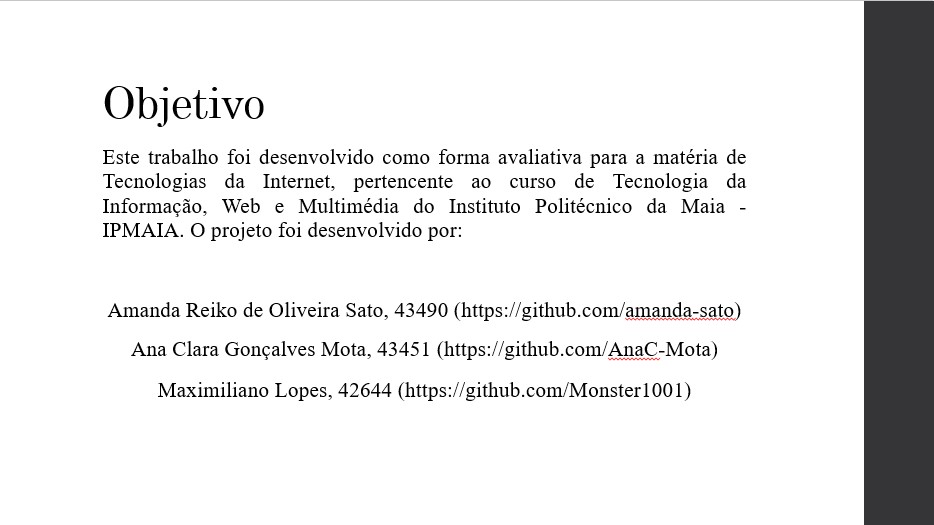 Objetivo
Este trabalho foi desenvolvido como forma avaliativa para a matéria de
Tecnologias da Internet, pertencente ao curso de Tecnologia da
Informação, Web e Multimédia do Instituto Politécnico da Maia -
IPMAIA. O projeto foi desenvolvido por:
Amanda Reiko de Oliveira Sato, 43490 (https://github.com/amanda-sato)
Ana Clara Gonçalves Mota, 43451 (https://github.com/AnaC-Mota)
Maximiliano Lopes, 42644 (https://github.com/Monster1001)